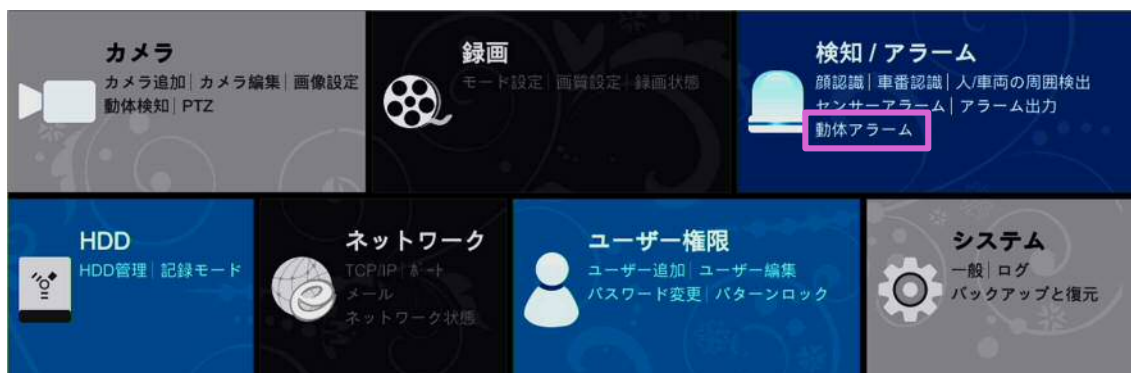 カメラ
カメラ追加│カメラ編集│画像設定
動体検知│PTZ
録画
モード設定│画質設定│録画状態
検知 / アラーム
顔認識│車番認識│人/車両の周囲検出
センサーアラーム│アラーム出力
動体アラーム
HDD
HDD管理│記録モード
ネットワーク
TCP/IP│ポート
メール
ネットワーク状態
ユーザー権限
ユーザー追加│ユーザー編集
パスワード変更│パターンロック
システム
一般│ログ
バックアップと復元